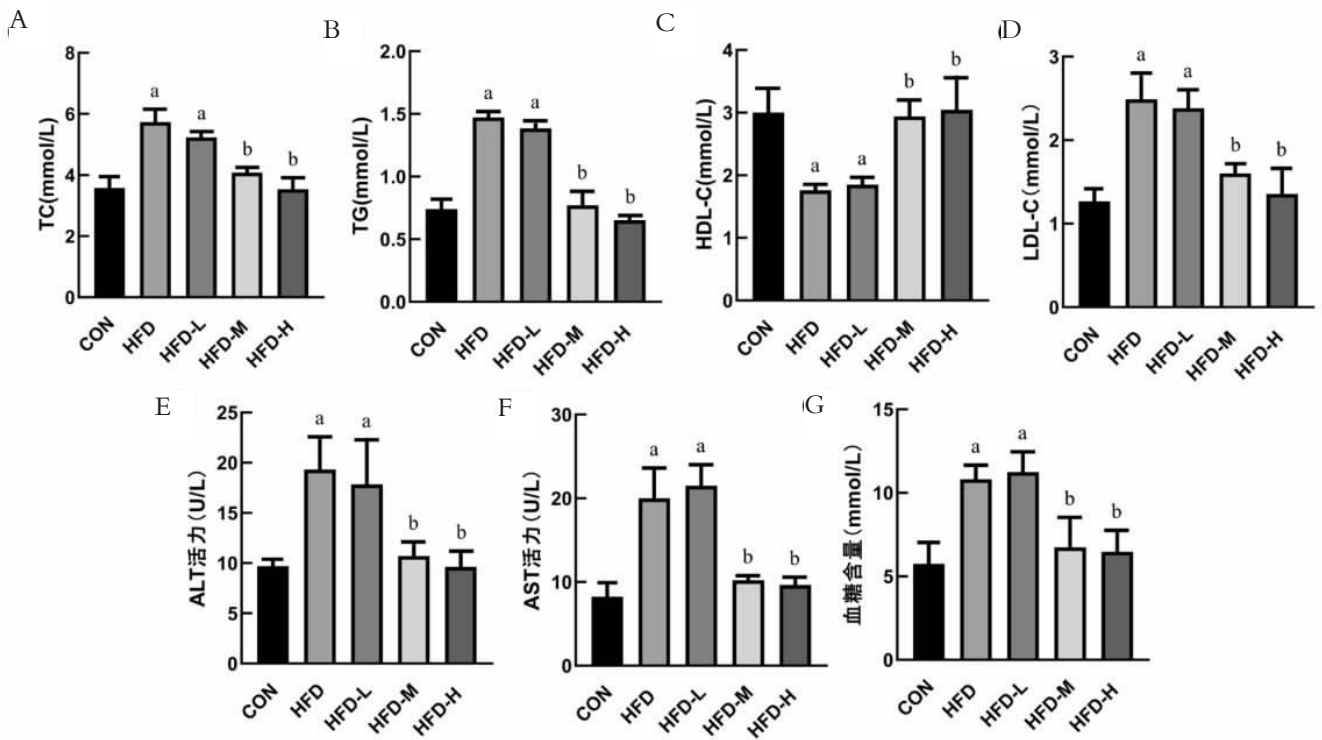 A
TC(mmol/L)
8
6
4
2
0
a
a
b
b
CON
HFD
HFD-L
HFD-M
HFD-H
B
TG(mmol/L)
2.0
1.5
1.0
0.5
0.0
a
a
b
b
CON
HFD
HFD-L
HFD-M
HFD-H
C
HDL-C(mmol/L)
4
3
2
1
0
a
a
b
b
CON
HFD
HFD-L
HFD-M
HFD-H
D
LDL-C(mmol/L)
3
2
1
0
a
a
b
b
CON
HFD
HFD-L
HFD-M
HFD-H
E
ALT活力(U/L)
25
20
15
10
5
0
a
a
b
b
CON
HFD
HFD-L
HFD-M
HFD-H
F
AST活力(U/L)
30
20
10
0
a
a
b
b
CON
HFD
HFD-L
HFD-M
HFD-H
G
血糖含量(mmol/L)
15
10
5
0
a
a
b
b
CON
HFD
HFD-L
HFD-M
HFD-H